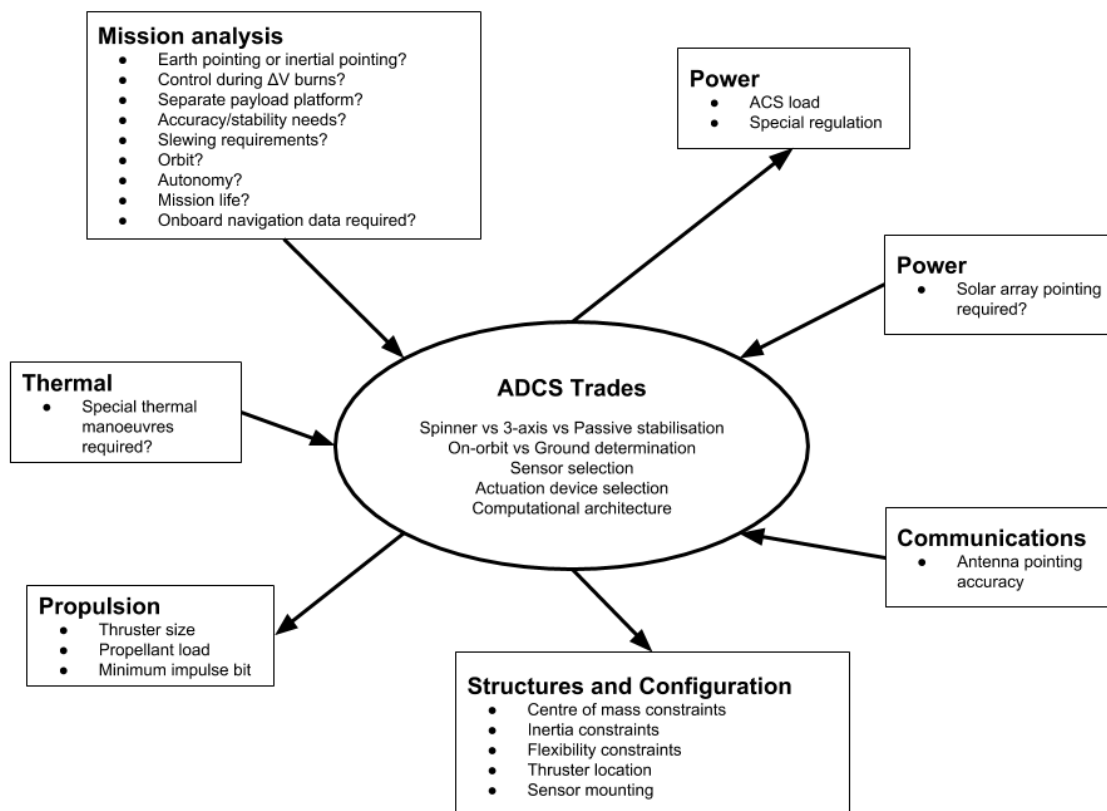 Mission analysis
● Earth pointing or inertial pointing?
● Control during ΔV burns?
● Separate payload platform?
● Accuracy/stability needs?
● Slewing requirements?
● Orbit?
● Autonomy?
● Mission life?
● Onboard navigation data required?
Power
● ACS load
● Special regulation
Power
● Solar array pointing
required?
Thermal
● Special thermal
manoeuvres
required?
ADCS Trades
Spinner vs 3-axis vs Passive stabilisation
On-orbit vs Ground determination
Sensor selection
Actuation device selection
Computational architecture
Communications
● Antenna pointing
accuracy
Propulsion
● Thruster size
● Propellant load
● Minimum impulse bit
Structures and Configuration
● Centre of mass constraints
● Inertia constraints
● Flexibility constraints
● Thruster location
● Sensor mounting